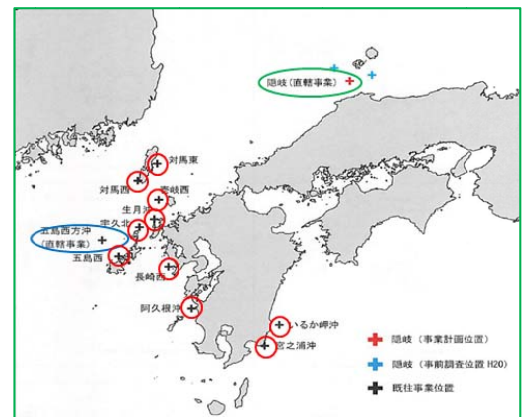 隠岐(直轄事業)
対馬東
対馬西
壱岐西
生月沖
宇久北
五島西方沖
(直轄事業)
五島西
長崎西
阿久根沖
いるか岬沖
宮之浦沖
隠岐(事業計画位置)
隠岐(事前調査位置 H20)
既往事業位置